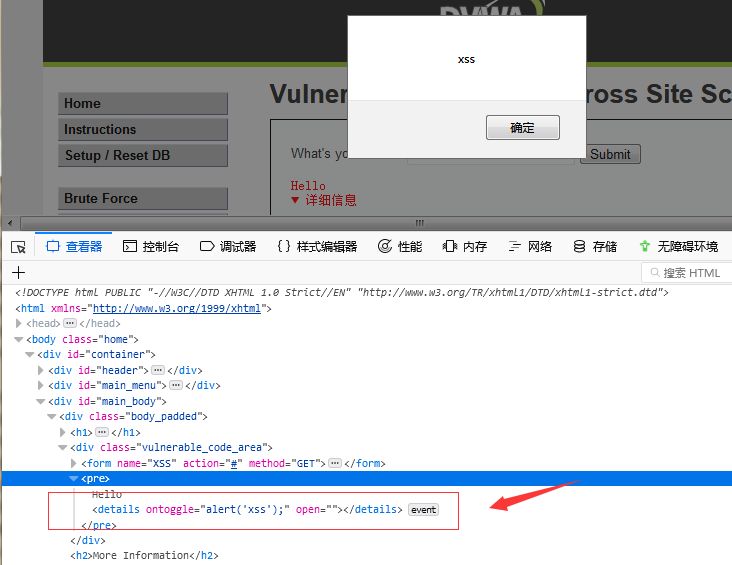 DVWA
xss
确定
Home
Instructions
Setup / Reset DB
Brute Force
Vulner
ross Site Sc
What's yo
Submit
Hello
▼ 详细信息
查看器 控制台 调试器 样式编辑器 性能 内存 网络 存储 无障碍环境
+ 搜索 HTML
<!DOCTYPE html PUBLIC "-//W3C//DTD XHTML 1.0 Strict//EN" "http://www.w3.org/TR/xhtml1/DTD/xhtml1-strict.dtd">
<html xmlns="http://www.w3.org/1999/xhtml">
<head>⋯</head>
<body class="home">
<div id="container">
<div id="header">⋯</div>
<div id="main_menu">⋯</div>
<div id="main_body">
<div class="body_padded">
<h1>⋯</h1>
<div class="vulnerable_code_area">
<form name="XSS" action="#" method="GET">⋯</form>
<pre>
Hello
<details ontoggle="alert('xss');" open=""></details> event
</pre>
</div>
<h2>More Information</h2>